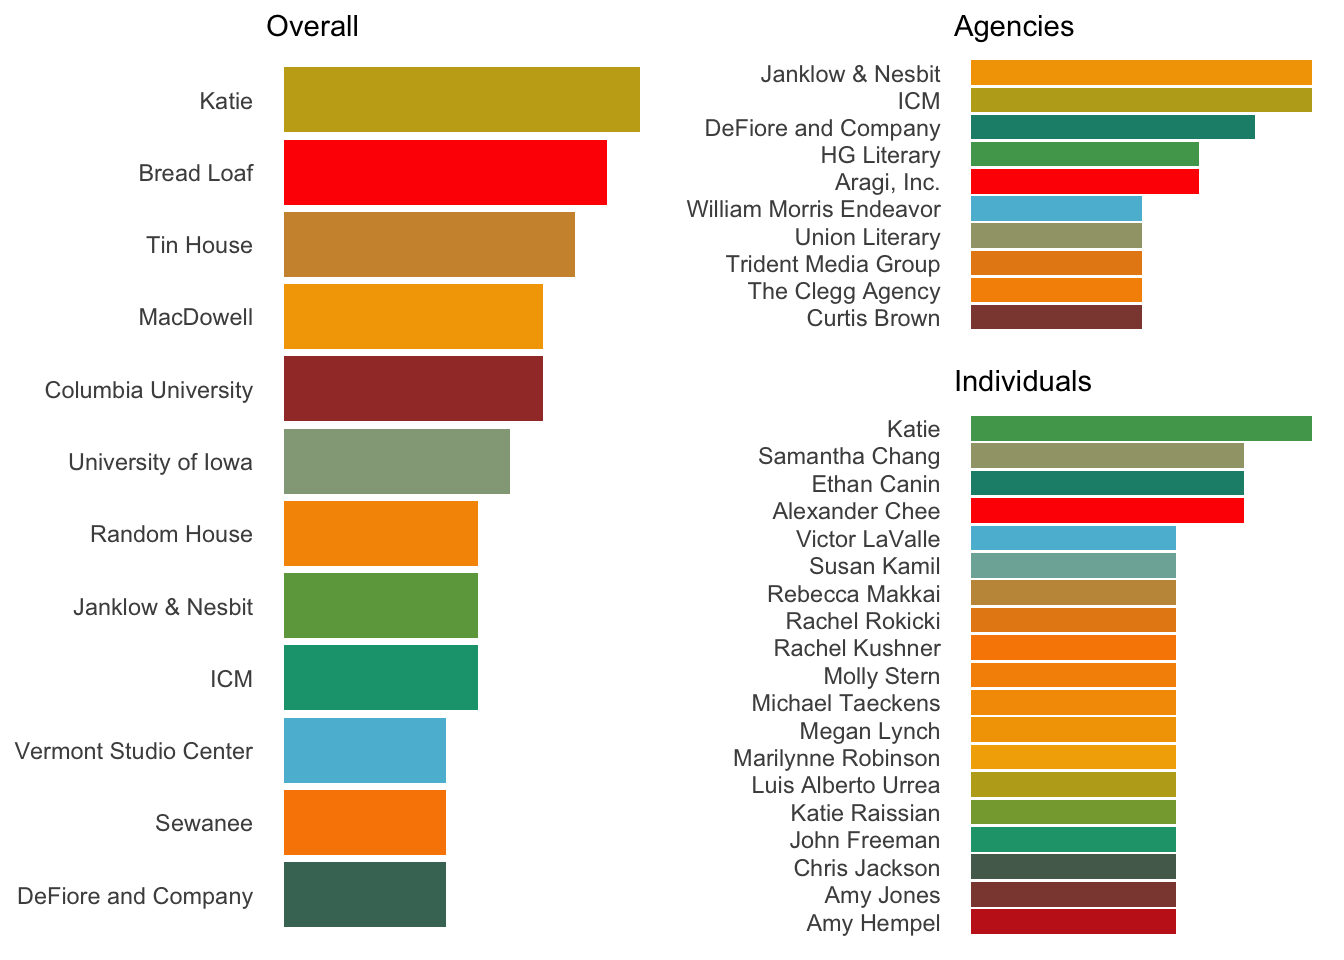 Overall
Katie
Bread Loaf
Tin House
MacDowell
Columbia University
University of Iowa
Random House
Janklow & Nesbit
ICM
Vermont Studio Center
Sewanee
DeFiore and Company
Agencies
Janklow & Nesbit
ICM
DeFiore and Company
HG Literary
Aragi, Inc.
William Morris Endeavor
Union Literary
Trident Media Group
The Clegg Agency
Curtis Brown
Individuals
Katie
Samantha Chang
Ethan Canin
Alexander Chee
Victor LaValle
Susan Kamil
Rebecca Makkai
Rachel Rokicki
Rachel Kushner
Molly Stern
Michael Taeckens
Megan Lynch
Marilynne Robinson
Luis Alberto Urrea
Katie Raissian
John Freeman
Chris Jackson
Amy Jones
Amy Hempel